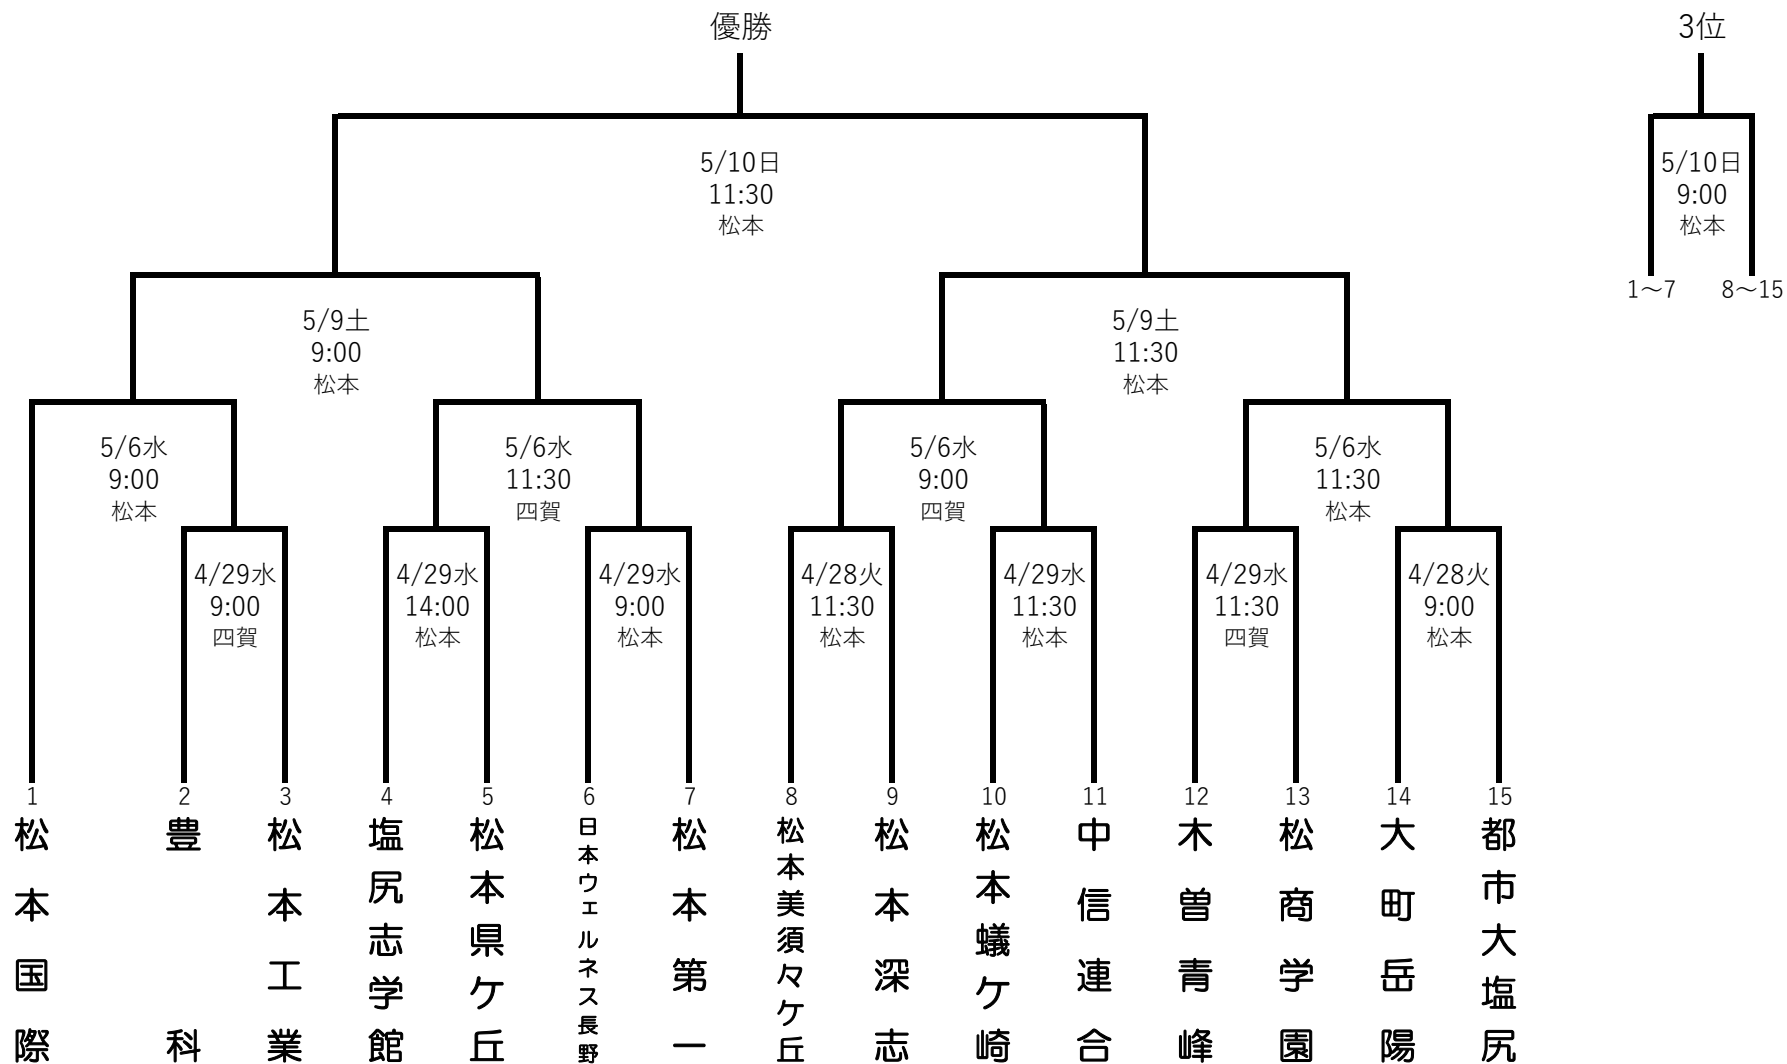 優勝
3位
5/10日
11:30
松本
5/10日
9:00
松本
1～7
8～15
5/9土
9:00
松本
5/9土
11:30
松本
5/6水
9:00
松本
5/6水
11:30
四賀
5/6水
9:00
四賀
5/6水
11:30
松本
4/29水
9:00
四賀
4/29水
14:00
松本
4/29水
9:00
松本
4/28火
11:30
松本
4/29水
11:30
松本
4/29水
11:30
四賀
4/28火
9:00
松本
1
松本国際
2
豊科
3
松本工業
4
塩尻志学館
5
松本県ケ丘
6
日本ウェルネス長野
7
松本第一
8
松本美須々ケ丘
9
松本深志
10
松本蟻ケ崎
11
中信連合
12
木曽青峰
13
松商学園
14
大町岳陽
15
都市大塩尻